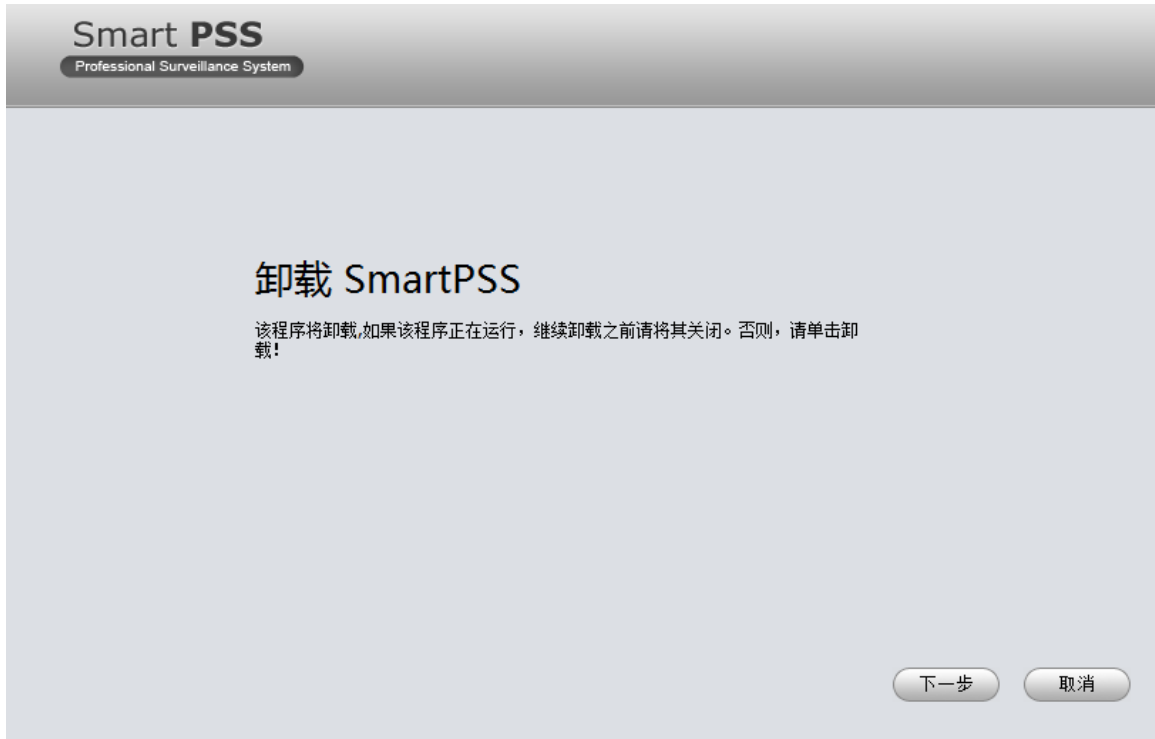 Smart PSS
Professional Surveillance System
卸载 SmartPSS
该程序将卸载,如果该程序正在运行，继续卸载之前请将其关闭。否则，请单击卸
载！
下一步
取消